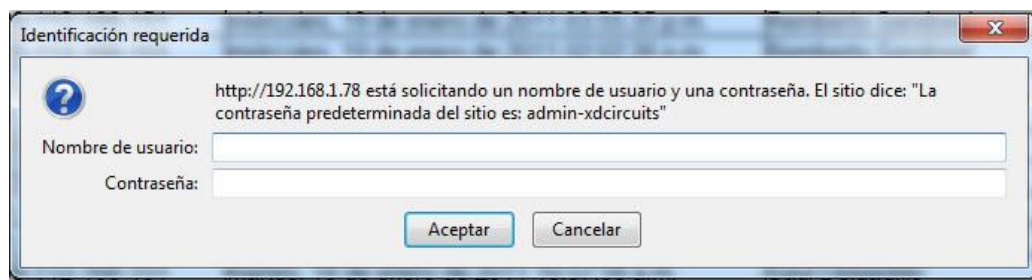 Identificación requerida
http://192.168.1.78 está solicitando un nombre de usuario y una contraseña. El sitio dice: "La
contraseña predeterminada del sitio es: admin-xdcircuits"
Nombre de usuario:
Contraseña:
Aceptar
Cancelar